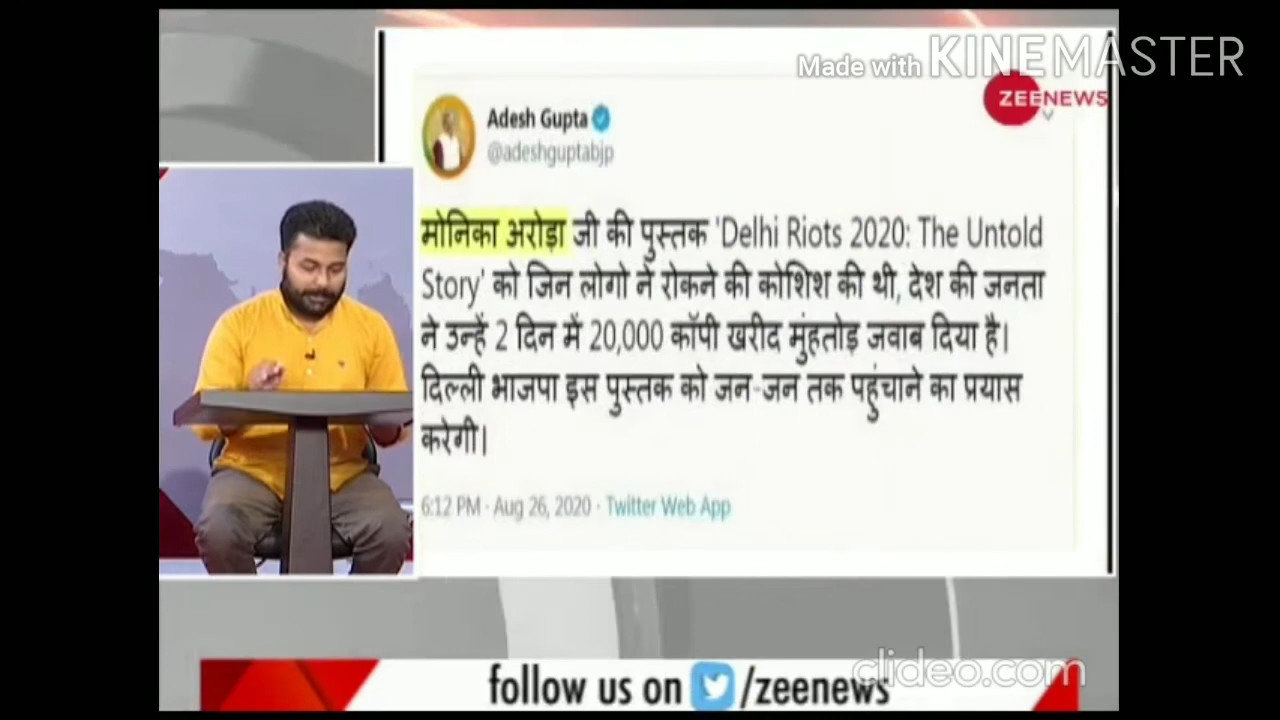 Made with KINEMASTER
ZEENEWS
Adesh Gupta
@adeshguptabjp
मोनिका अरोड़ा जी की पुस्तक 'Delhi Riots 2020: The Untold
Story' को जिन लोगो ने रोकने की कोशिश की थी, देश की जनता
ने उन्हें 2 दिन में 20,000 कॉपी खरीद मुंहतोड़ जवाब दिया है।
दिल्ली भाजपा इस पुस्तक को जन-जन तक पहुंचाने का प्रयास
करेगी।
6:12 PM · Aug 26, 2020 · Twitter Web App
clideo.com
follow us on /zeenews